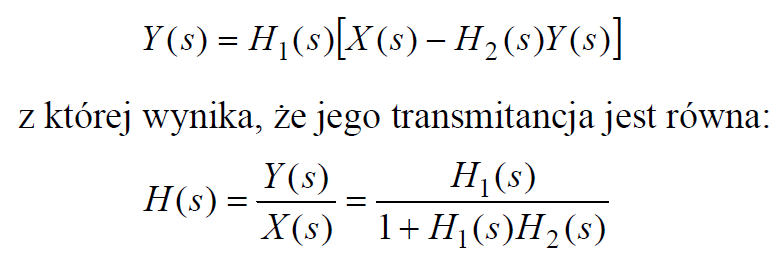 Y(s) = H₁(s)[X(s) − H₂(s)Y(s)]
z której wynika, że jego transmitancja jest równa:
H(s) = Y(s)/X(s) = H₁(s)/(1 + H₁(s)H₂(s))